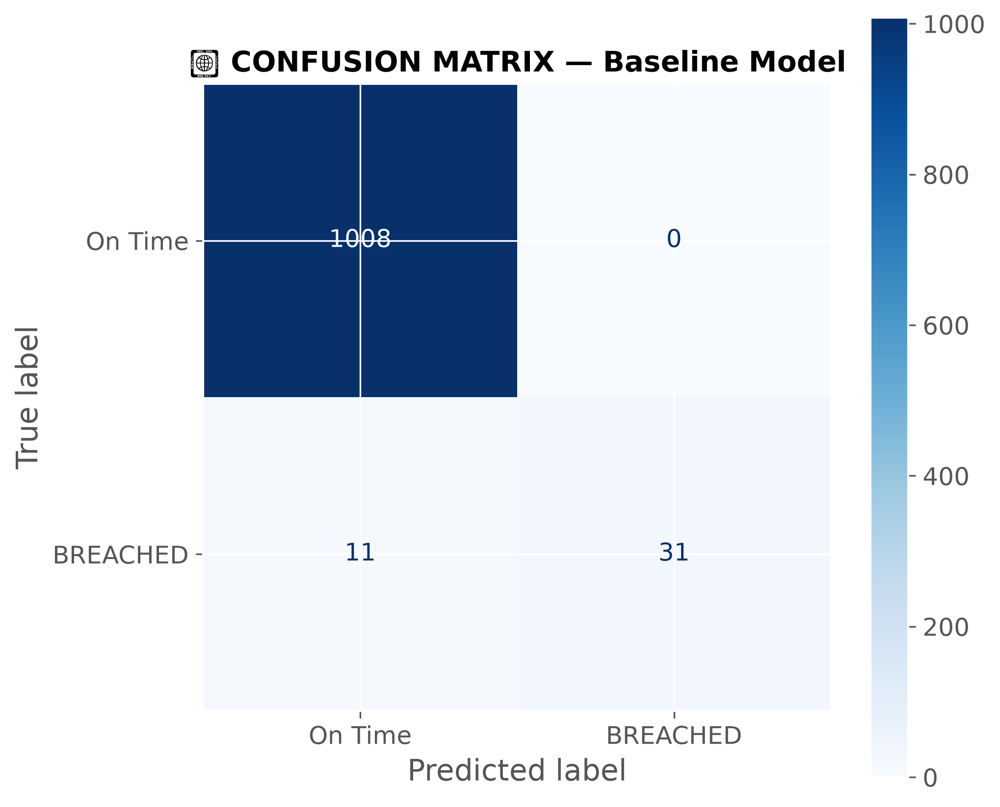 CONFUSION MATRIX — Baseline Model
True label
On Time
BREACHED
1008
0
11
31
On Time
BREACHED
Predicted label
1000
800
600
400
200
0